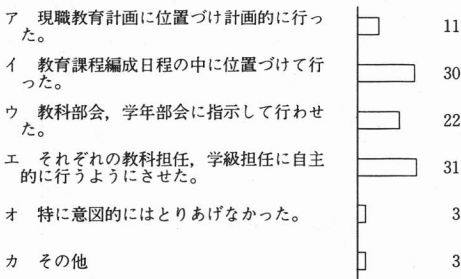 ア 現職教育計画に位置づけ計画的に行っ 11
た。
イ 教育課程編成日程の中に位置づけて行 30
った。
ウ 教科部会,学年部会に指示して行わせ 22
た。
エ それぞれの教科担任,学級担任に自主 31
的に行うようにさせた。
オ 特に意図的にはとりあげなかった。 3
カ その他 3